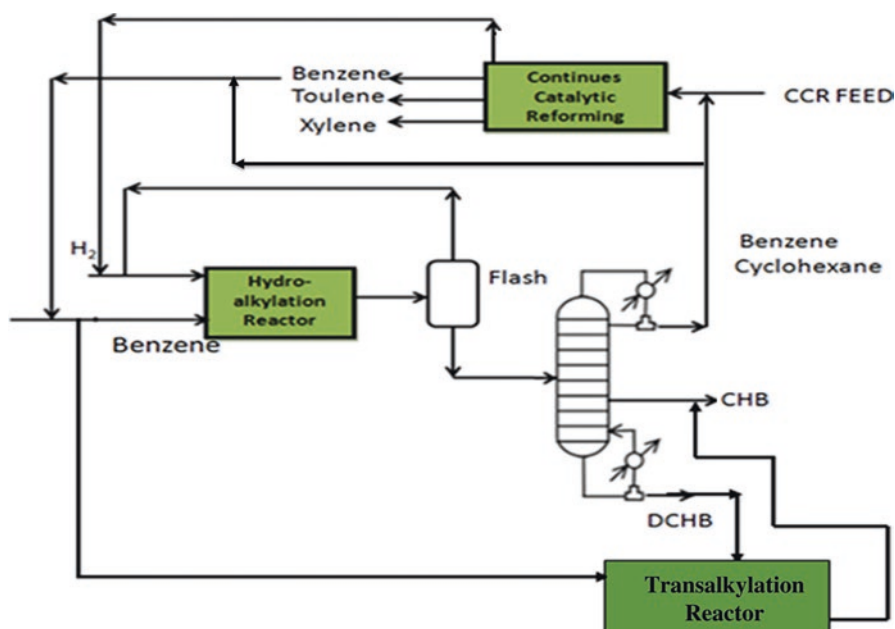 Benzene
Toulene
Xylene
Continues
Catalytic
Reforming
CCR FEED
H₂
Hydro-
alkylation
Reactor
Flash
Benzene
Cyclohexane
Benzene
CHB
DCHB
Transalkylation
Reactor